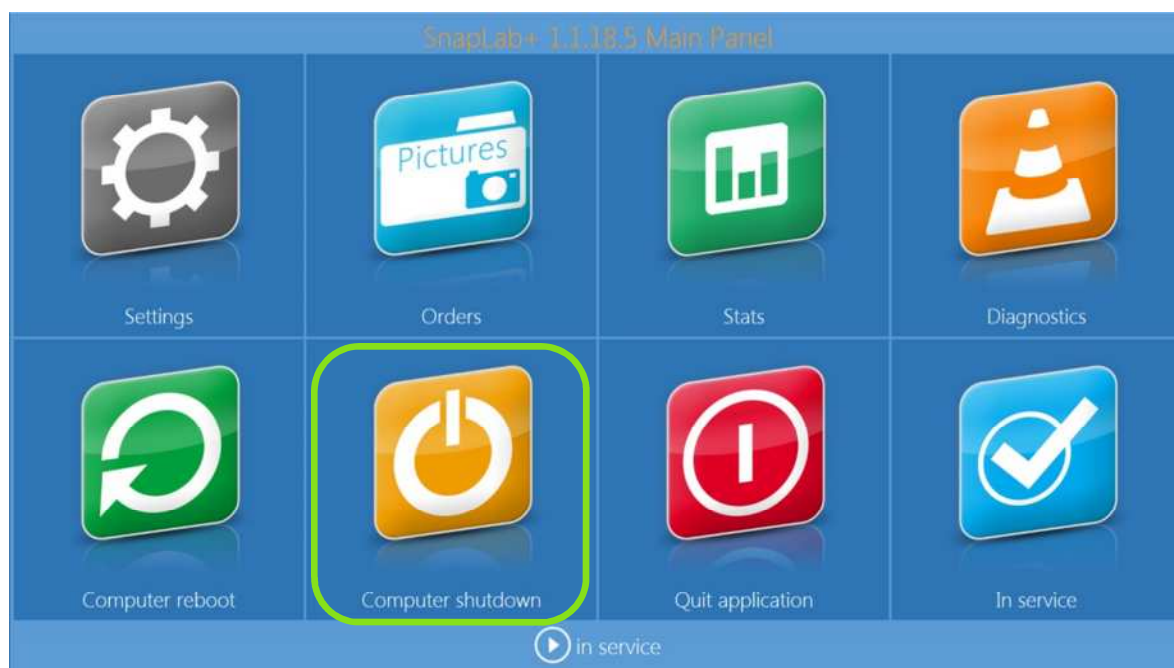 SnapLab+ 1.1.18.5 Main Panel
Pictures
Settings Orders Stats Diagnostics
Computer reboot Computer shutdown Quit application In service
in service